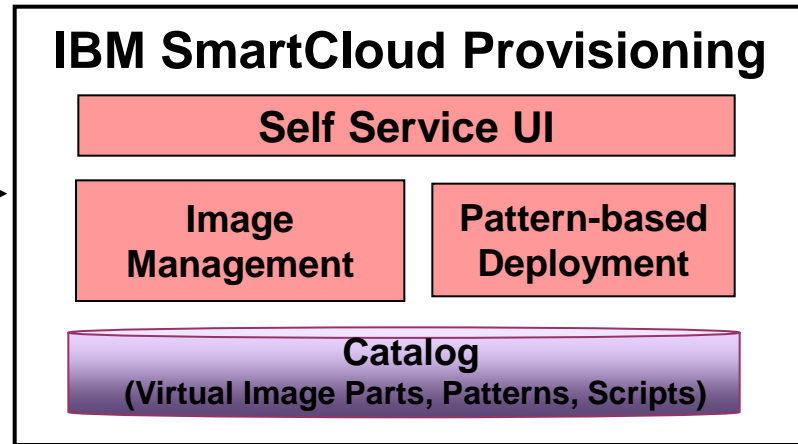 IBM SmartCloud Provisioning
Self Service UI
Image
Management
Pattern-based
Deployment
Catalog
(Virtual Image Parts, Patterns, Scripts)